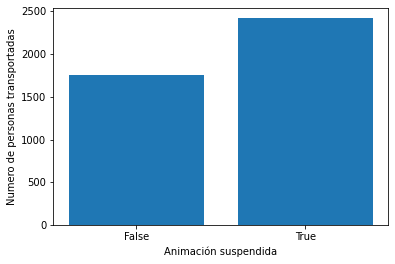 Numero de personas transportadas
2500
2000
1500
1000
500
0
False
True
Animación suspendida